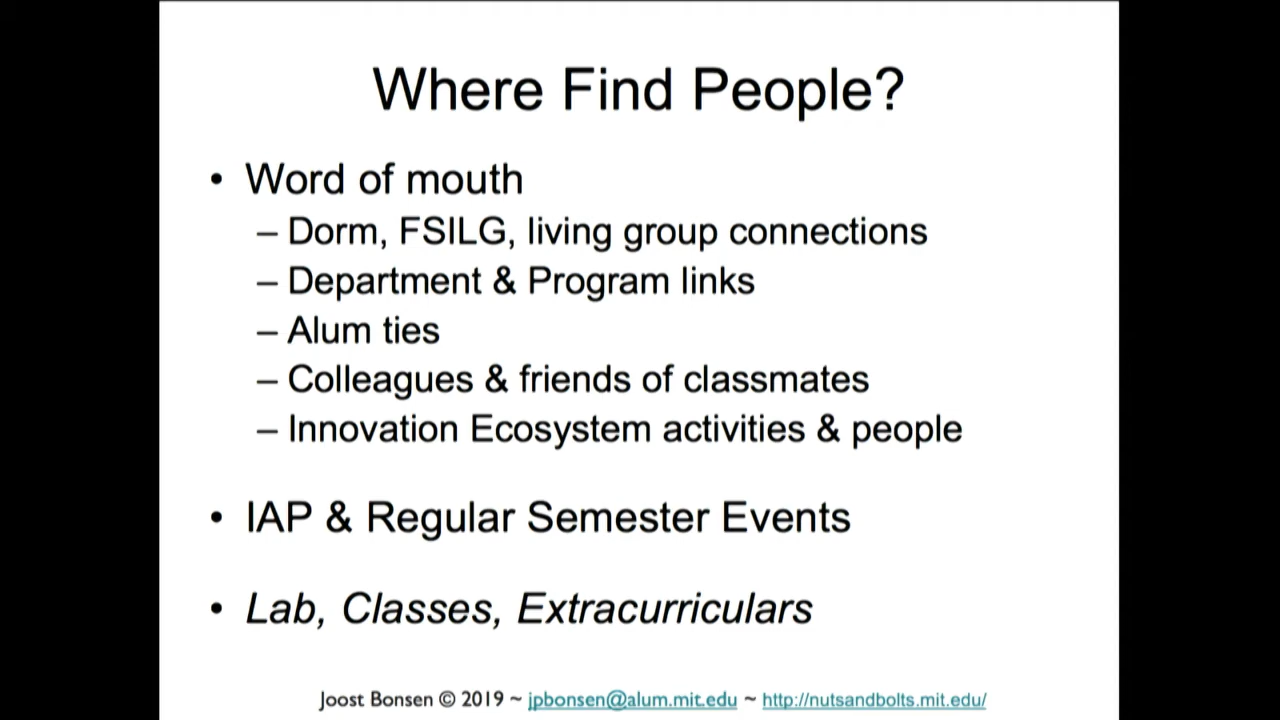 Where Find People?
• Word of mouth
– Dorm, FSILG, living group connections
– Department & Program links
– Alum ties
– Colleagues & friends of classmates
– Innovation Ecosystem activities & people
• IAP & Regular Semester Events
• Lab, Classes, Extracurriculars
Joost Bonsen © 2019 ~ jpbonsen@alum.mit.edu ~ http://nutsandbolts.mit.edu/